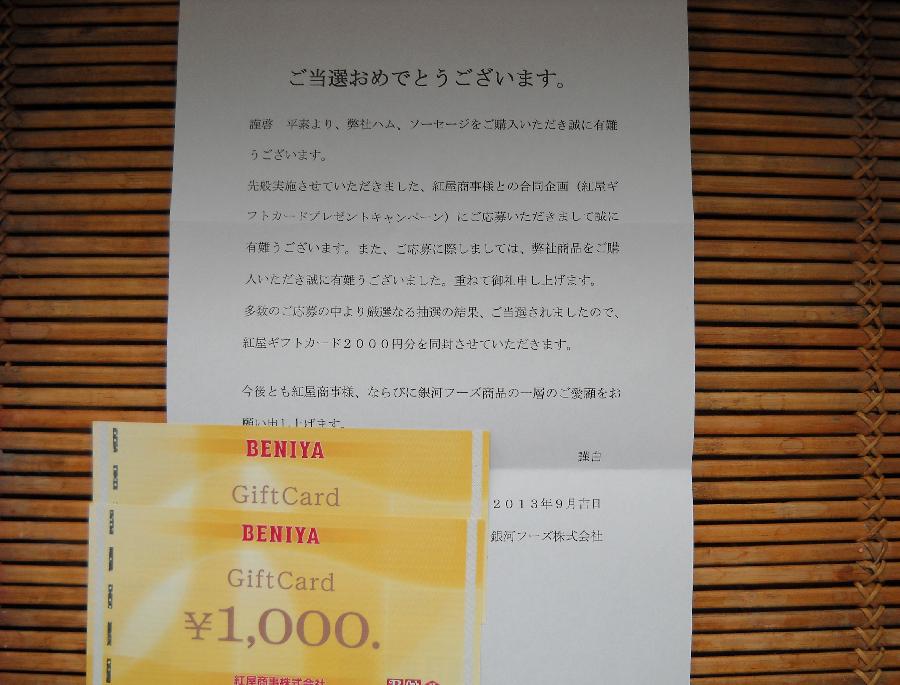 ご当選おめでとうございます。
謹啓　平素より、弊社ハム、ソーセージをご購入いただき誠に有難
うございます。
先般実施させていただきました、紅屋商事様との合同企画（紅屋ギ
フトカードプレゼントキャンペーン）にご応募いただきまして誠に
有難うございます。また、ご応募に際しましては、弊社商品をご購
入いただき誠に有難うございました。重ねて御礼申し上げます。
多数のご応募の中より厳選なる抽選の結果、ご当選されましたので、
紅屋ギフトカード２０００円分を同封させていただきます。
今後とも紅屋商事様、ならびに銀河フーズ商品の一層のご愛顧をお
願い申し上げます。
謹白
２０１３年９月吉日
銀河フーズ株式会社
BENIYA
GiftCard
BENIYA
GiftCard
¥1,000.
紅屋商事株式会社